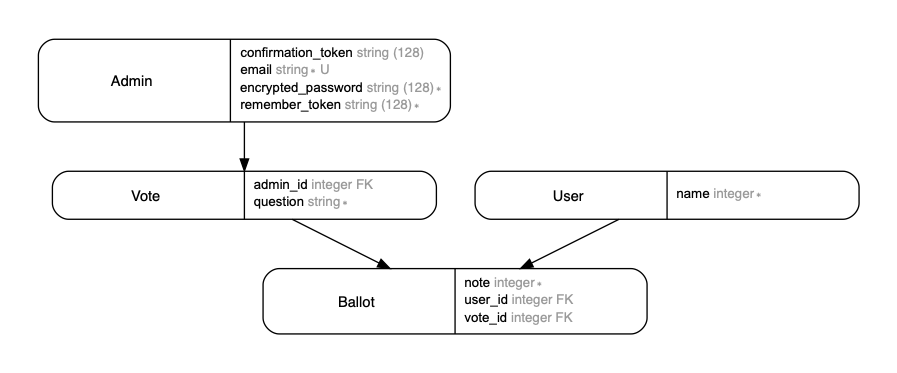 Admin
confirmation_token string (128)
email string∗ U
encrypted_password string (128)∗
remember_token string (128)∗
Vote
admin_id integer FK
question string∗
User
name integer∗
Ballot
note integer∗
user_id integer FK
vote_id integer FK